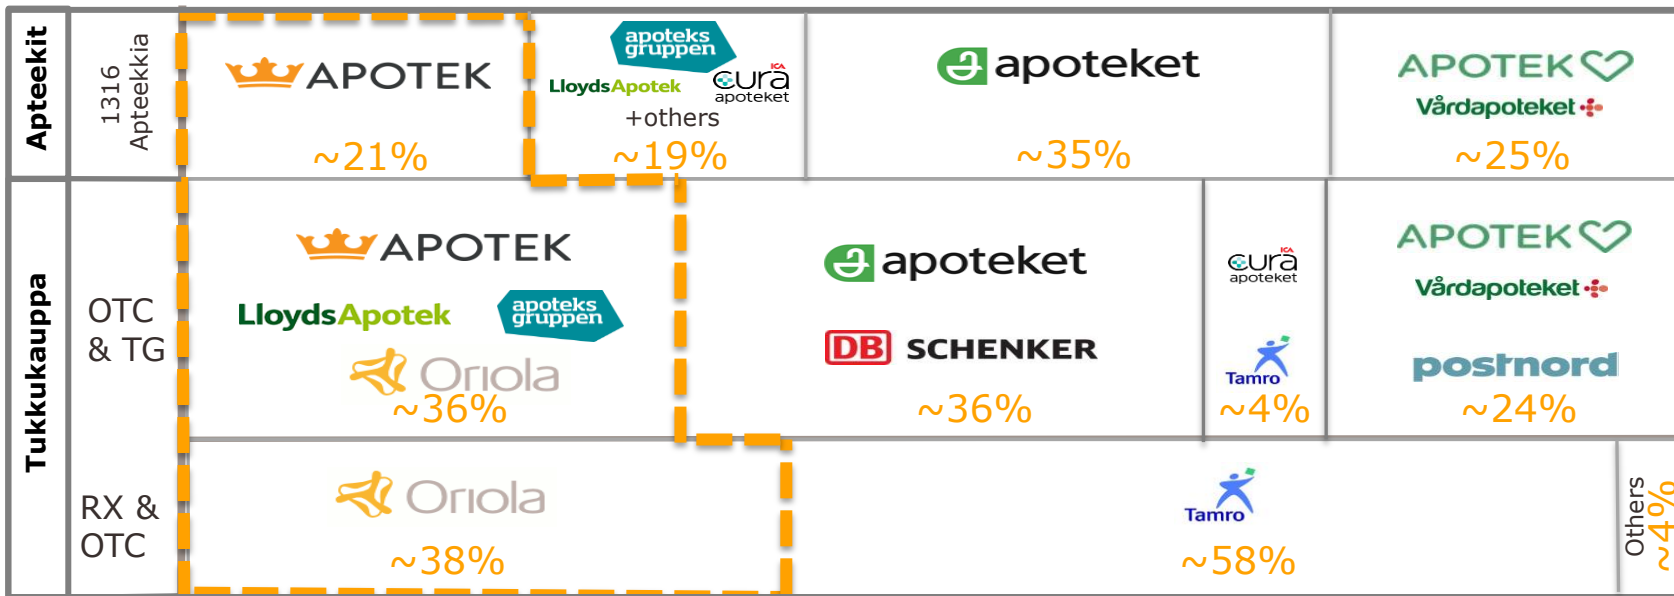 Apteekit
1316
Apteekkia
APOTEK
~21%
apoteks
gruppen
LloydsApotek
ICA
cura
apoteket
+others
~19%
apoteket
~35%
APOTEK
Vårdapoteket
~25%
Tukkukauppa
OTC
& TG
APOTEK
LloydsApotek
apoteks
gruppen
Oriola
~36%
apoteket
DB SCHENKER
~36%
ICA
cura
apoteket
Tamro
~4%
APOTEK
Vårdapoteket
postnord
~24%
RX &
OTC
Oriola
~38%
Tamro
~58%
Others
~4%